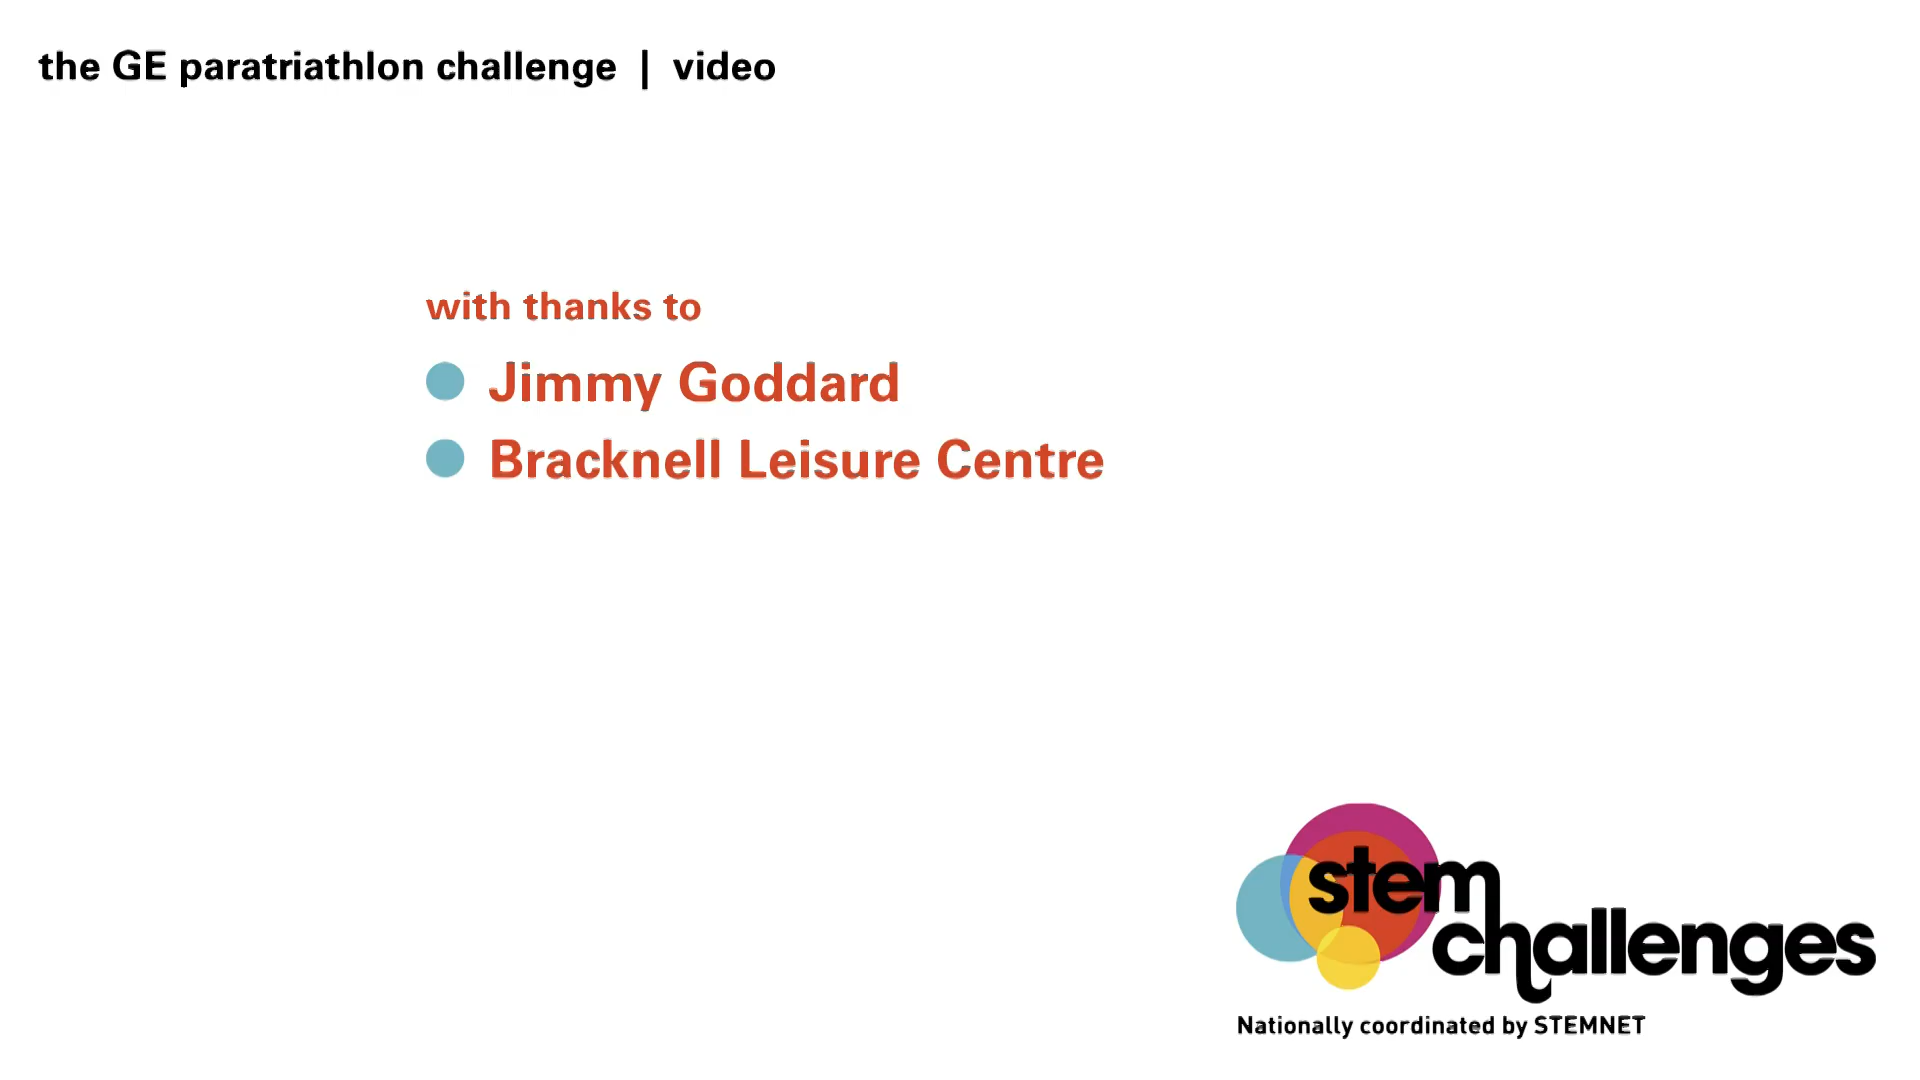 the GE paratriathlon challenge | video
with thanks to
Jimmy Goddard
Bracknell Leisure Centre
stem
challenges
Nationally coordinated by STEMNET